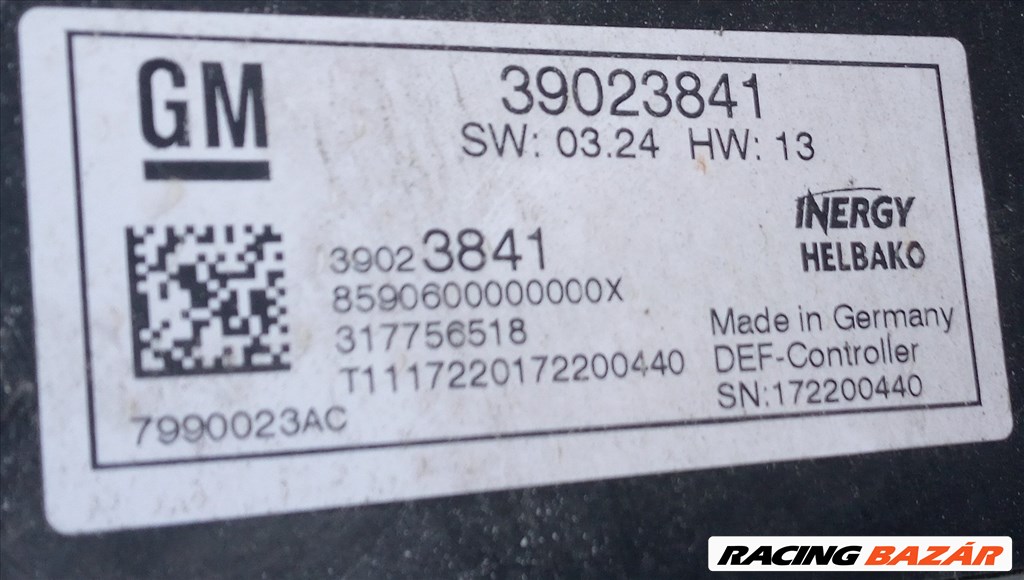 GM
39023841
SW: 03.24 HW: 13
INERGY
HELBAKO
39023841
8590600000000X
317756518
T1117220172200440
7990023AC
Made in Germany
DEF-Controller
SN:172200440
RACING BAZÁR